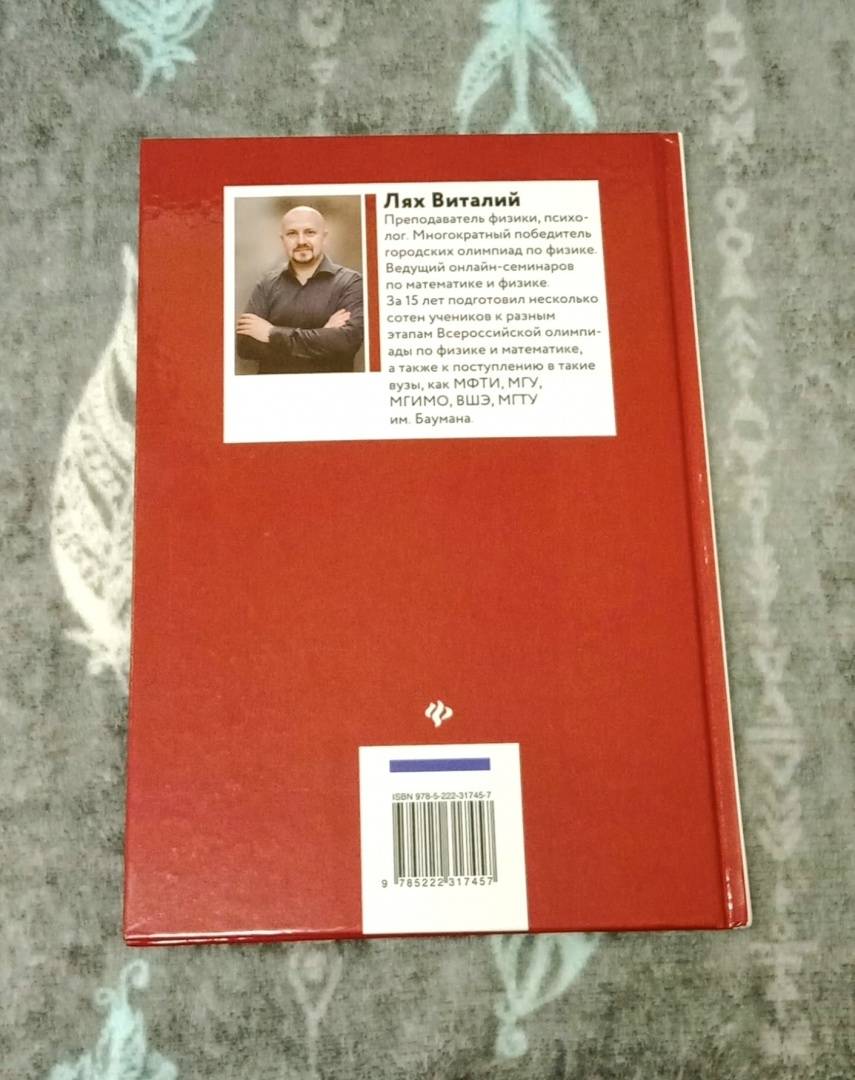 Лях Виталий
Преподаватель физики, психо-
лог. Многократный победитель
городских олимпиад по физике.
Ведущий онлайн-семинаров
по математике и физике.
За 15 лет подготовил несколько
сотен учеников к разным
этапам Всероссийской олимпи-
ады по физике и математике,
а также к поступлению в такие
вузы, как МФТИ, МГУ,
МГИМО, ВШЭ, МГТУ
им. Баумана.
ISBN 978-5-222-31745-7
9 785222 317457